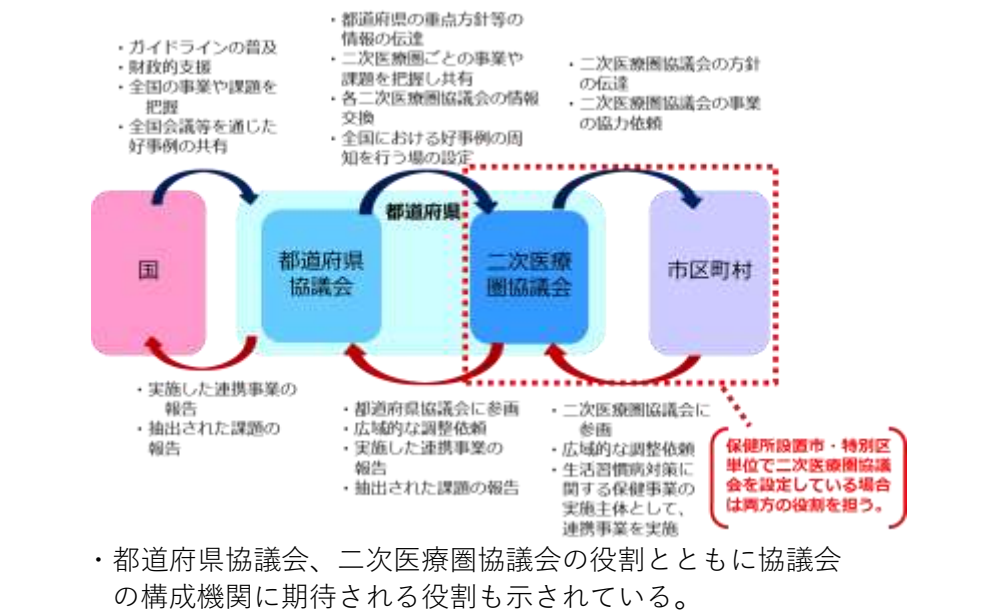 ・ガイドラインの普及
・財政的支援
・全国の事業や課題を
把握
・全国会議等を通じた
好事例の共有
・都道府県の重点方針等の
情報の伝達
・二次医療圏ごとの事業や
課題を把握し共有
・各二次医療圏協議会の情報
交換
・全国における好事例の周
知を行う場の設定
・二次医療圏協議会の方針
の伝達
・二次医療圏協議会の事業
の協力依頼
国
都道府県
協議会
都道府県
二次医療
圏協議会
市区町村
・実施した連携事業の
報告
・抽出された課題の
報告
・都道府県協議会に参画
・広域的な調整依頼
・実施した連携事業の
報告
・抽出された課題の報告
・二次医療圏協議会に
参画
・広域的な調整依頼
・生活習慣病対策に
関する保健事業の
実施主体として、
連携事業を実施
保健所設置市・特別区
単位で二次医療圏協議
会を設定している場合
は両方の役割を担う。
・都道府県協議会、二次医療圏協議会の役割とともに協議会
の構成機関に期待される役割も示されている。